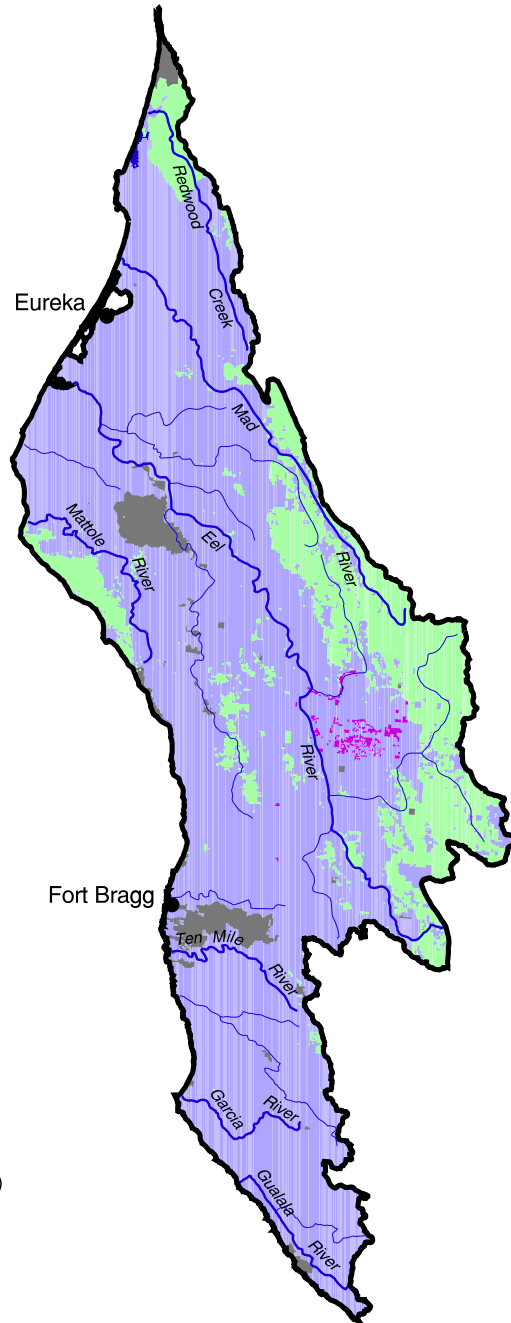 Redwood
Creek
Eureka
Mad
River
Eel
River
Mattole
River
Fort Bragg
Ten Mile
River
Garcia
River
Gualala
River
)